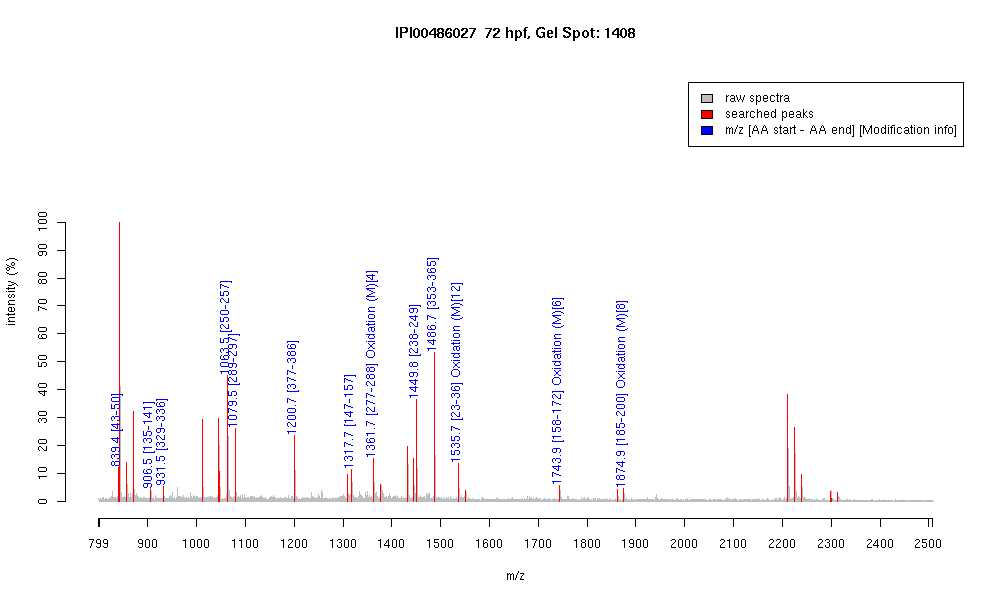 IPI00486027 72 hpf, Gel Spot: 1408
raw spectra
searched peaks
m/z [AA start - AA end] [Modification info]
intensity (%)
100
90
80
70
60
50
40
30
20
10
0
839.4 [43-50]
906.5 [135-141]
931.5 [329-336]
1063.5 [250-257]
1079.5 [289-297]
1200.7 [377-386]
1317.7 [147-157]
1361.7 [277-288] Oxidation (M)[4]
1449.8 [238-249]
1486.7 [353-365]
1535.7 [23-36] Oxidation (M)[12]
1743.9 [158-172] Oxidation (M)[6]
1874.9 [185-200] Oxidation (M)[8]
799 900 1000 1100 1200 1300 1400 1500 1600 1700 1800 1900 2000 2100 2200 2300 2400 2500
m/z